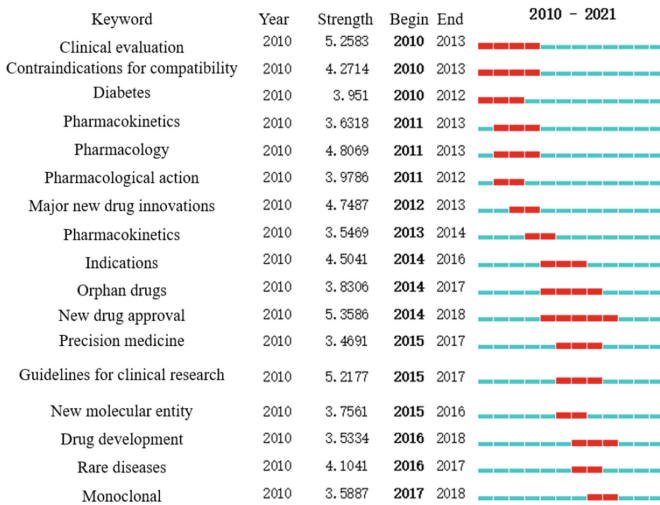 Keyword Year Strength Begin End 2010 - 2021
Clinical evaluation 2010 5.2583 2010 2013
Contraindications for compatibility 2010 4.2714 2010 2013
Diabetes 2010 3.951 2010 2012
Pharmacokinetics 2010 3.6318 2011 2013
Pharmacology 2010 4.8069 2011 2013
Pharmacological action 2010 3.9786 2011 2012
Major new drug innovations 2010 4.7487 2012 2013
Pharmacokinetics 2010 3.5469 2013 2014
Indications 2010 4.5041 2014 2016
Orphan drugs 2010 3.8306 2014 2017
New drug approval 2010 5.3586 2014 2018
Precision medicine 2010 3.4691 2015 2017
Guidelines for clinical research 2010 5.2177 2015 2017
New molecular entity 2010 3.7561 2015 2016
Drug development 2010 3.5334 2016 2018
Rare diseases 2010 4.1041 2016 2017
Monoclonal 2010 3.5887 2017 2018